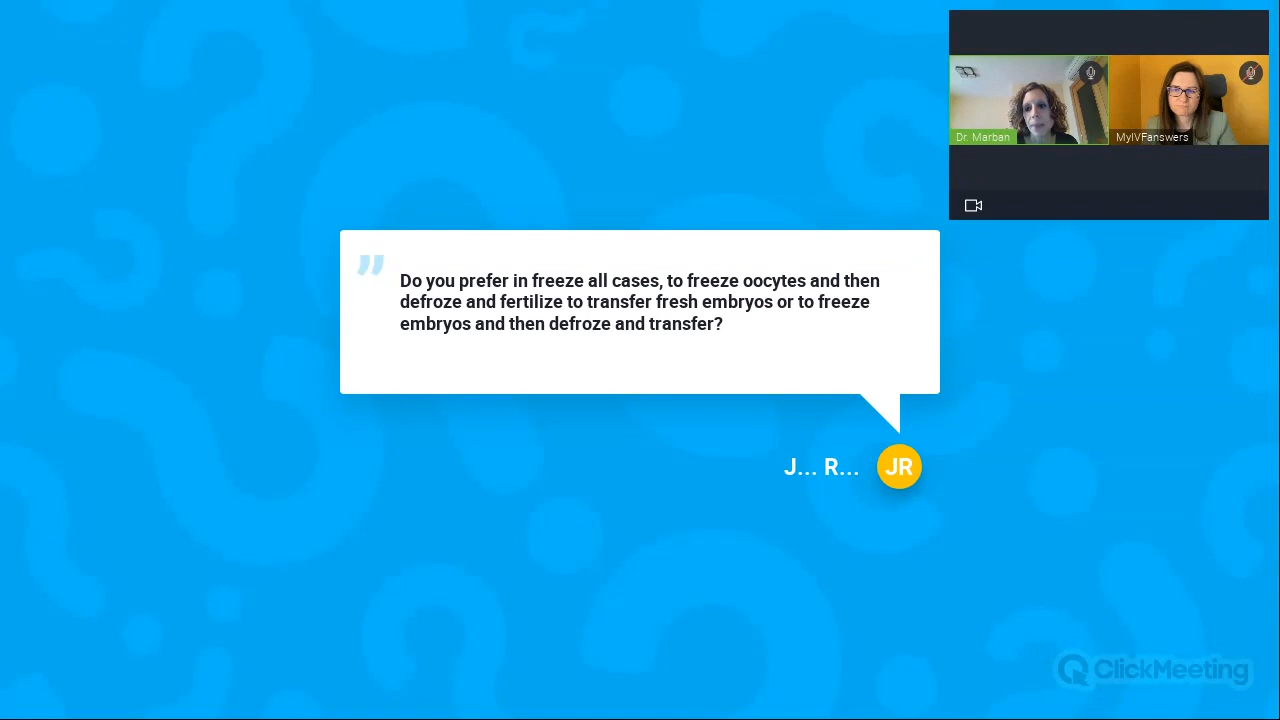 Dr. Marban
MyIVFanswers
”
Do you prefer in freeze all cases, to freeze oocytes and then
defroze and fertilize to transfer fresh embryos or to freeze
embryos and then defroze and transfer?
J... R...
JR
ClickMeeting